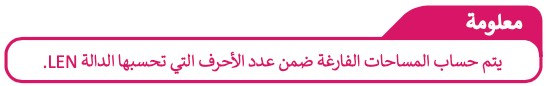 معلومة
يتم حساب المساحات الفارغة ضمن عدد الأحرف التي تحسبها الدالة LEN.